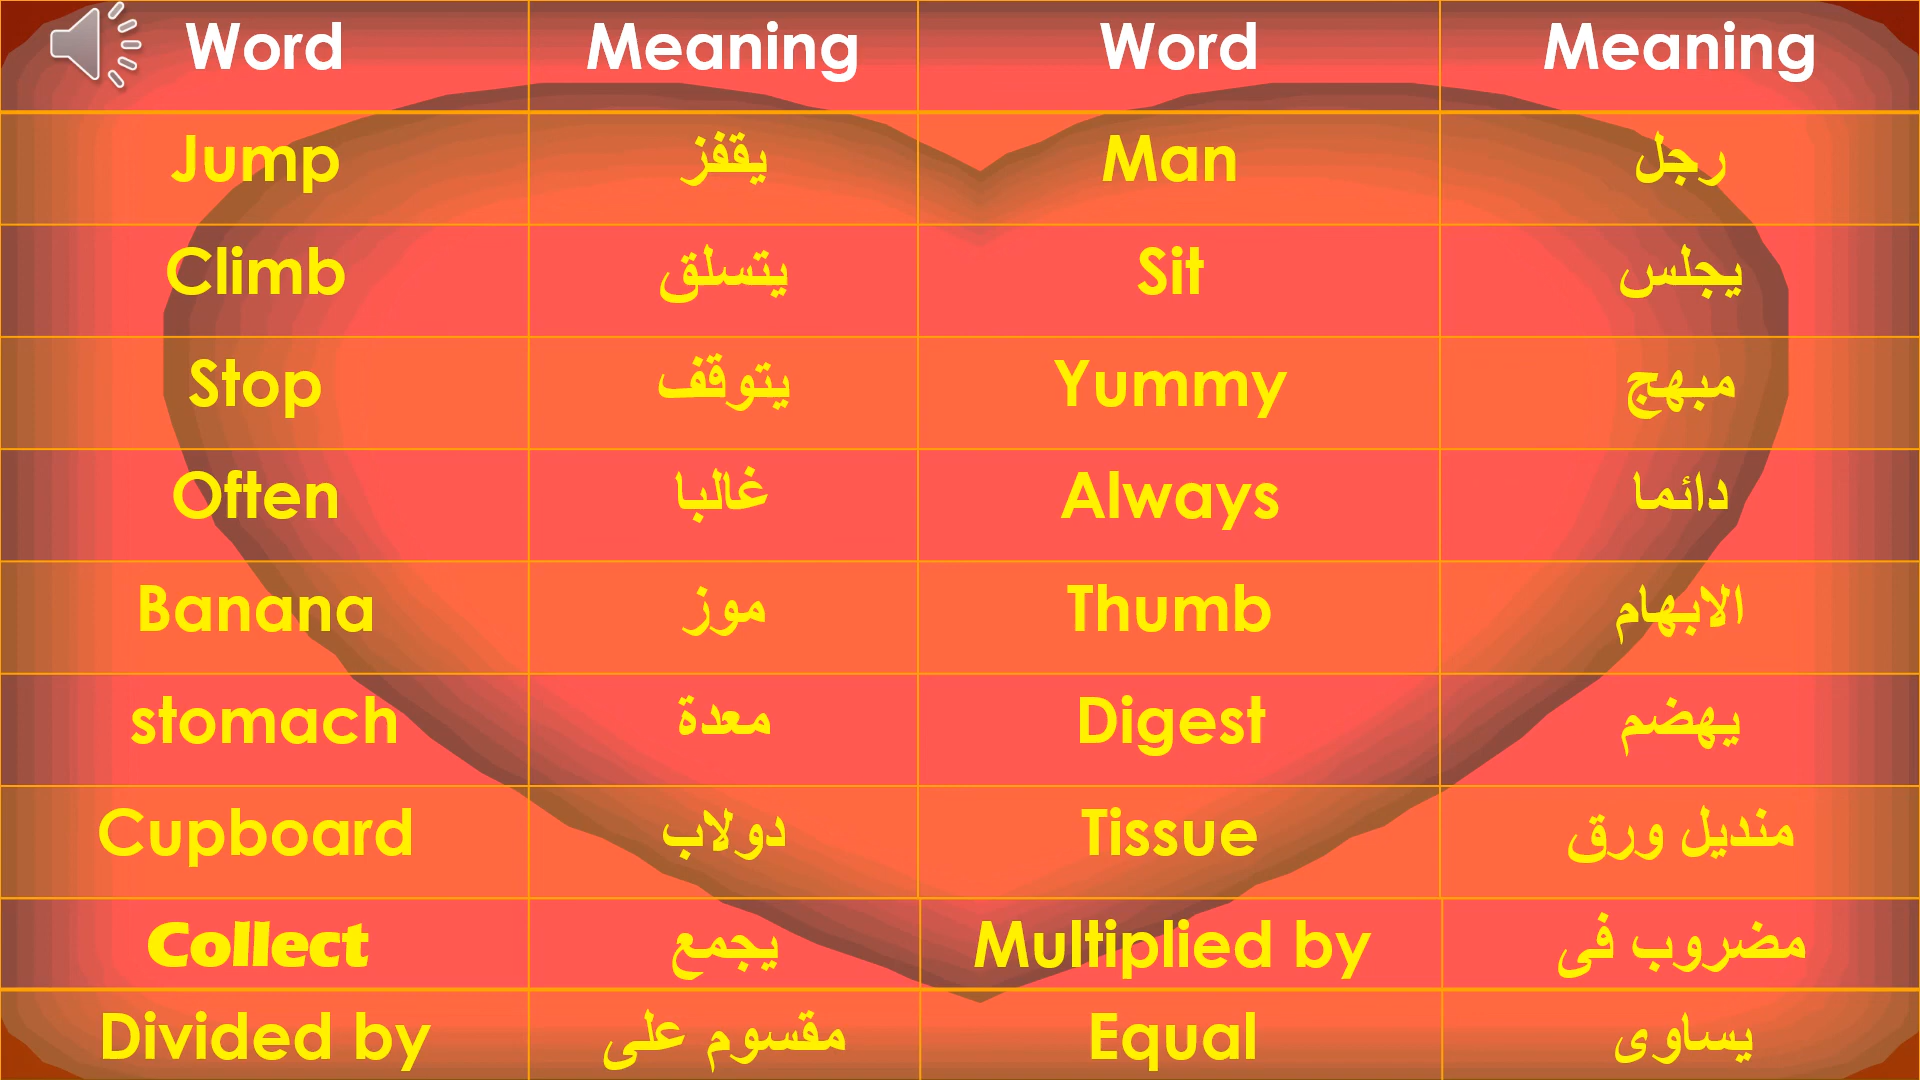 Word Meaning Word Meaning
Jump يقفز Man رجل
Climb يتسلق Sit يجلس
Stop يتوقف Yummy مبهج
Often غالبا Always دائما
Banana موز Thumb الابهام
stomach معدة Digest يهضم
Cupboard دولاب Tissue منديل ورق
Collect يجمع Multiplied by مضروب فى
Divided by مقسوم على Equal يساوى